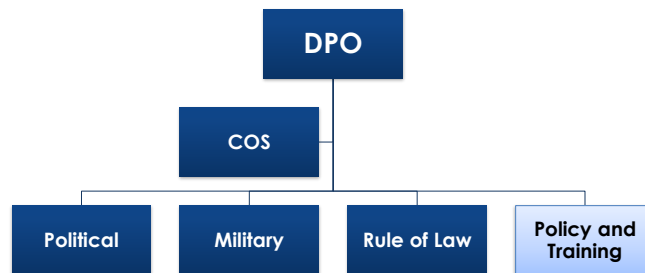 DPO
COS
Political
Military
Rule of Law
Policy and
Training